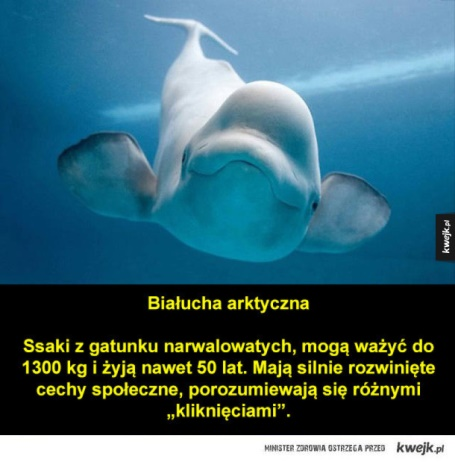 kwejk.pl
Białucha arktyczna
Ssaki z gatunku narwalowatych, mogą ważyć do
1300 kg i żyją nawet 50 lat. Mają silnie rozwinięte
cechy społeczne, porozumiewają się różnymi
„kliknięciami”.
MINISTER ZDROWIA OSTRZEGA PRZED kwejk.pl